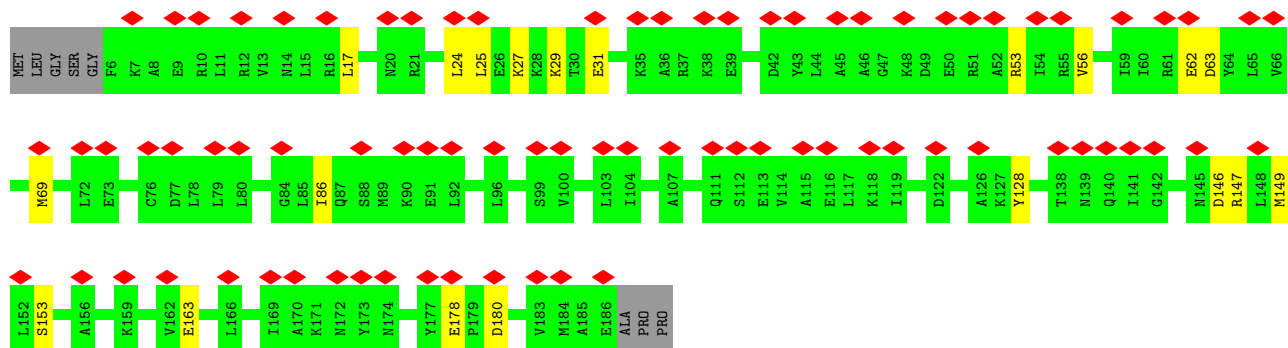 MET LEU GLY SER GLY F6 K7 A8 E9 R10 L11 R12 V13 N14 L15 R16 L17 N20 R21 L24 L25 E26 K27 K28 K29 T30 E31 K35 A36 R37 K38 E39 D42 Y43 L44 A45 A46 G47 K48 D49 E50 R51 A52 R53 I54 R55 V56 I59 I60 R61 E62 D63 Y64 L65 V66
M69 L72 E73 C76 D77 L78 L79 L80 G84 L85 I86 Q87 S88 M89 K90 E91 L92 L96 S99 V100 L103 I104 A107 Q111 S112 E113 V114 A115 E116 L117 K118 I119 D122 A126 K127 Y128 T138 N139 Q140 I141 G142 N145 D146 R147 L148 M149
L152 S153 A156 K159 V162 E163 L166 I169 A170 K171 N172 Y173 N174 Y177 E178 P179 D180 V183 M184 A185 E186 ALA PRO PRO